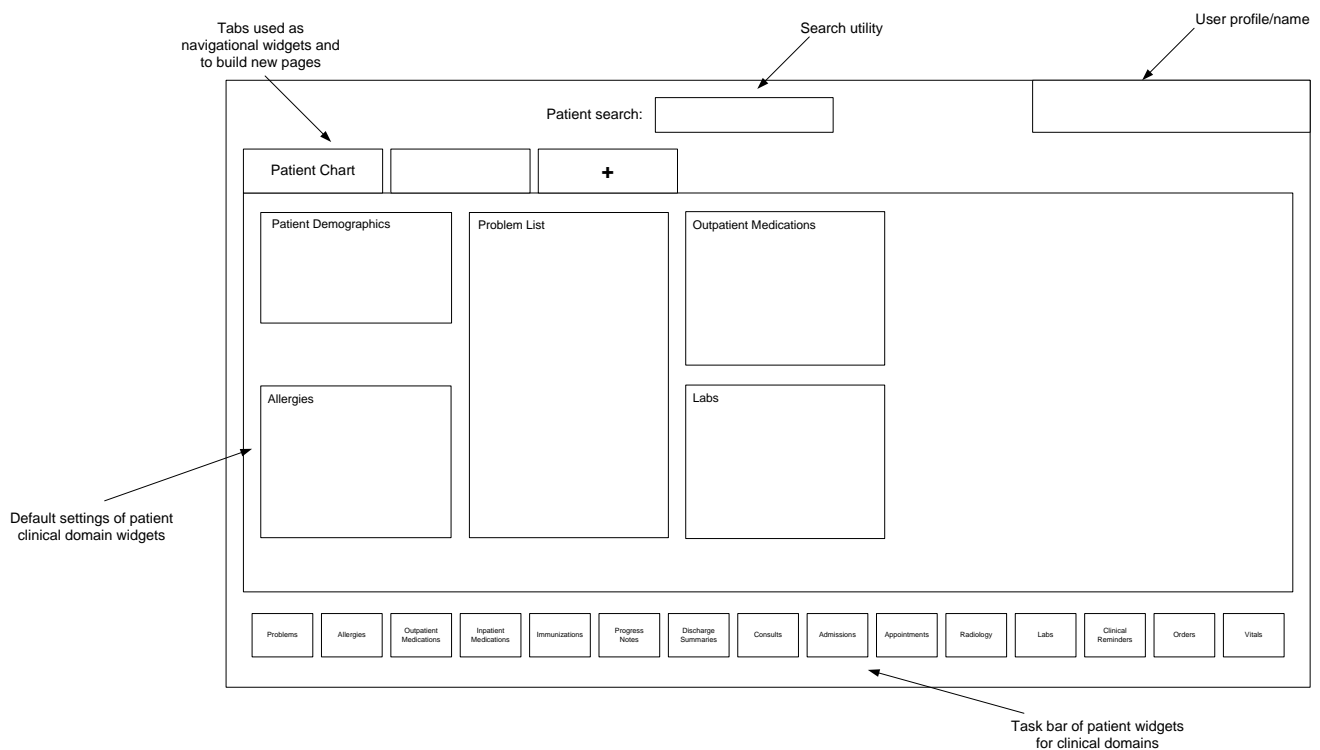 Tabs used as
navigational widgets and
to build new pages
Search utility
User profile/name
Patient search:
Patient Chart
+
Patient Demographics
Problem List
Outpatient Medications
Allergies
Labs
Default settings of patient
clinical domain widgets
Problems
Allergies
Outpatient
Medications
Inpatient
Medications
Immunizations
Progress
Notes
Discharge
Summaries
Consults
Admissions
Appointments
Radiology
Labs
Clinical
Reminders
Orders
Vitals
Task bar of patient widgets
for clinical domains